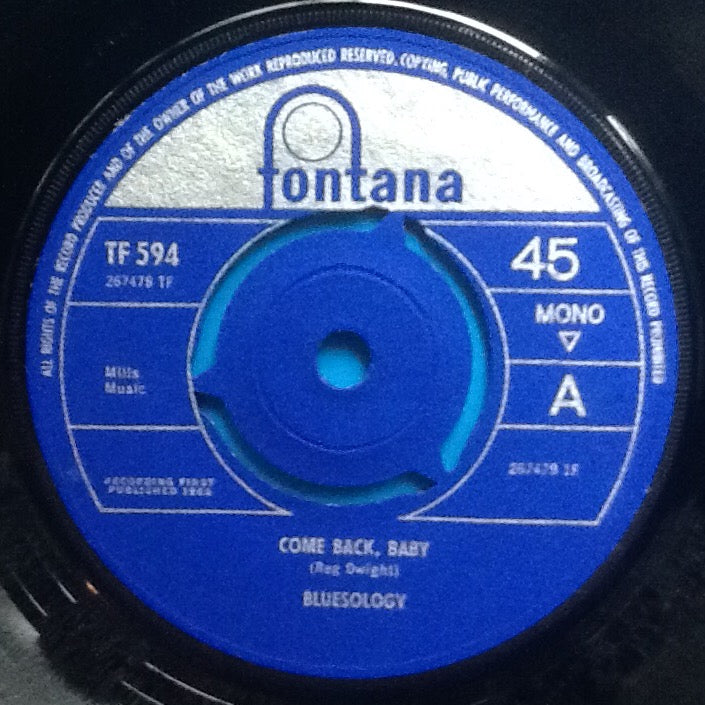 ALL RIGHTS OF THE RECORD PRODUCER AND OF THE OWNER OF THE WORK REPRODUCED RESERVED. COPYING, PUBLIC PERFORMANCE AND BROADCASTING OF THIS RECORD PROHIBITED
fontana
TF 594
267479 TF
45
MONO
A
Mills
Music
267479 1F
RECORDING FIRST
PUBLISHED
COME BACK, BABY
(Reg Dwight)
BLUESOLOGY